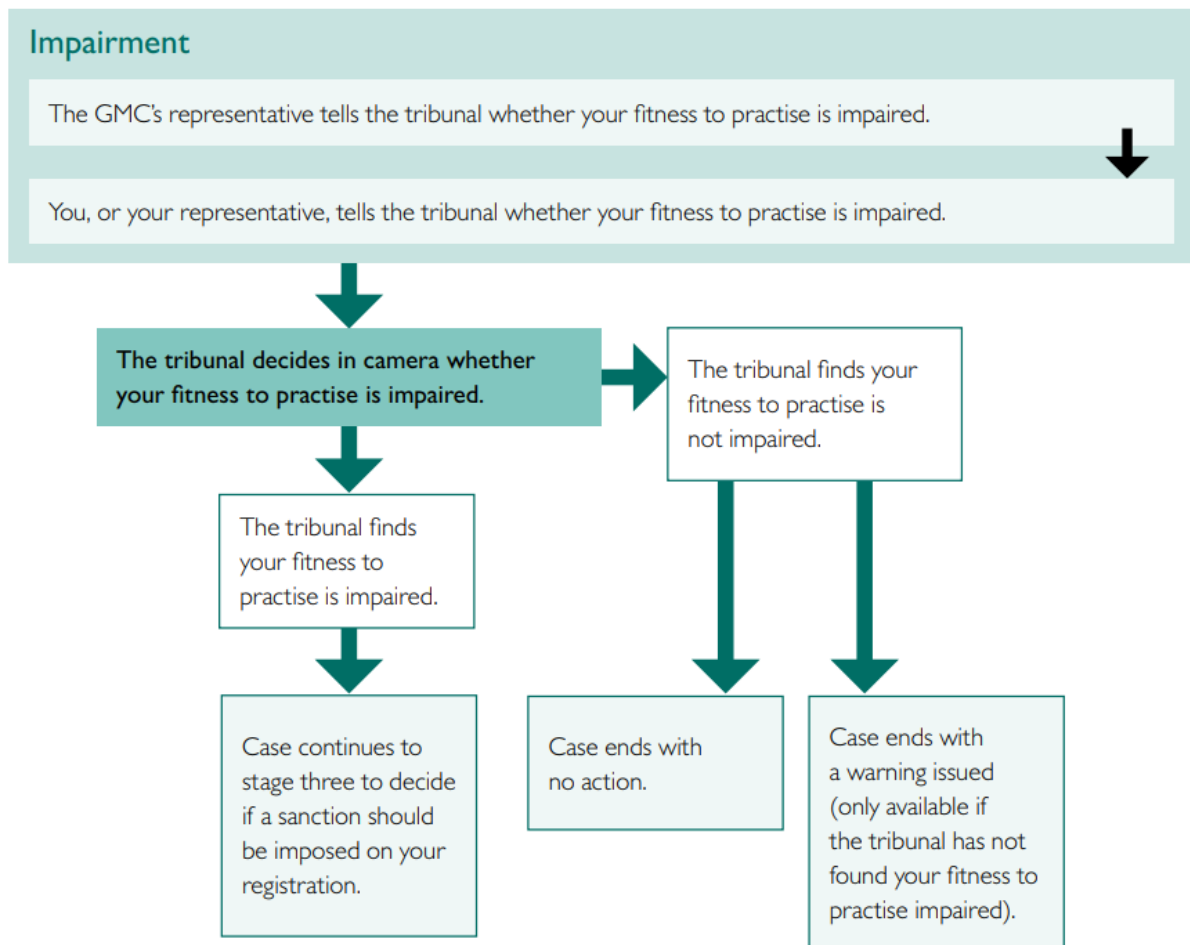 Impairment
The GMC’s representative tells the tribunal whether your fitness to practise is impaired.
You, or your representative, tells the tribunal whether your fitness to practise is impaired.
The tribunal decides in camera whether
your fitness to practise is impaired.
The tribunal finds your
fitness to practise is
not impaired.
The tribunal finds
your fitness to
practise is impaired.
Case continues to
stage three to decide
if a sanction should
be imposed on your
registration.
Case ends with
no action.
Case ends with
a warning issued
(only available if
the tribunal has not
found your fitness to
practise impaired).